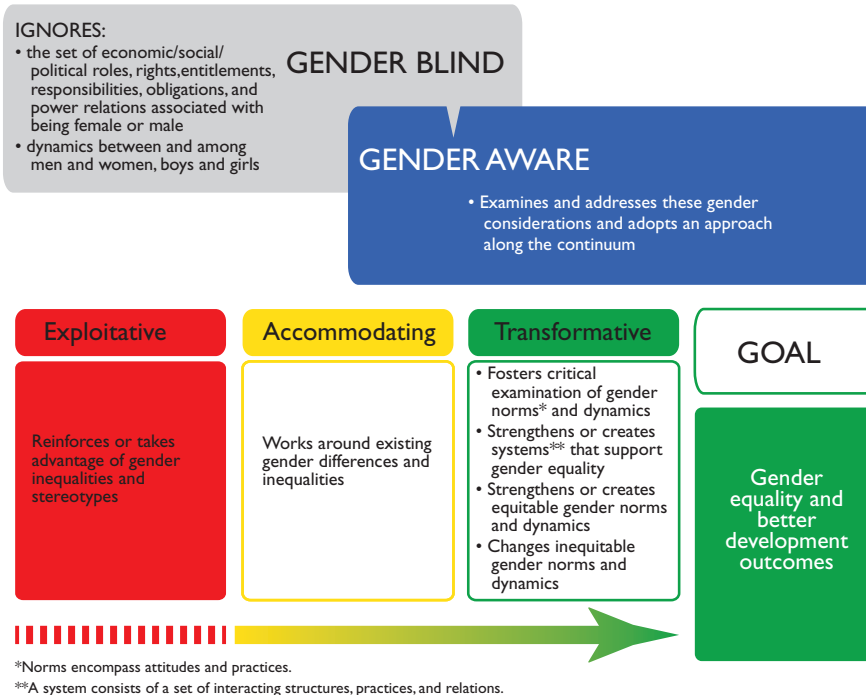 IGNORES:
• the set of economic/social/
political roles, rights,entitlements,
responsibilities, obligations, and
power relations associated with
being female or male
• dynamics between and among
men and women, boys and girls
GENDER BLIND
GENDER AWARE
• Examines and addresses these gender
considerations and adopts an approach
along the continuum
Exploitative
Reinforces or takes
advantage of gender
inequalities and
stereotypes
Accommodating
Works around existing
gender differences and
inequalities
Transformative
• Fosters critical
examination of gender
norms* and dynamics
• Strengthens or creates
systems** that support
gender equality
• Strengthens or creates
equitable gender norms
and dynamics
• Changes inequitable
gender norms and
dynamics
GOAL
Gender
equality and
better
development
outcomes
*Norms encompass attitudes and practices.
**A system consists of a set of interacting structures, practices, and relations.